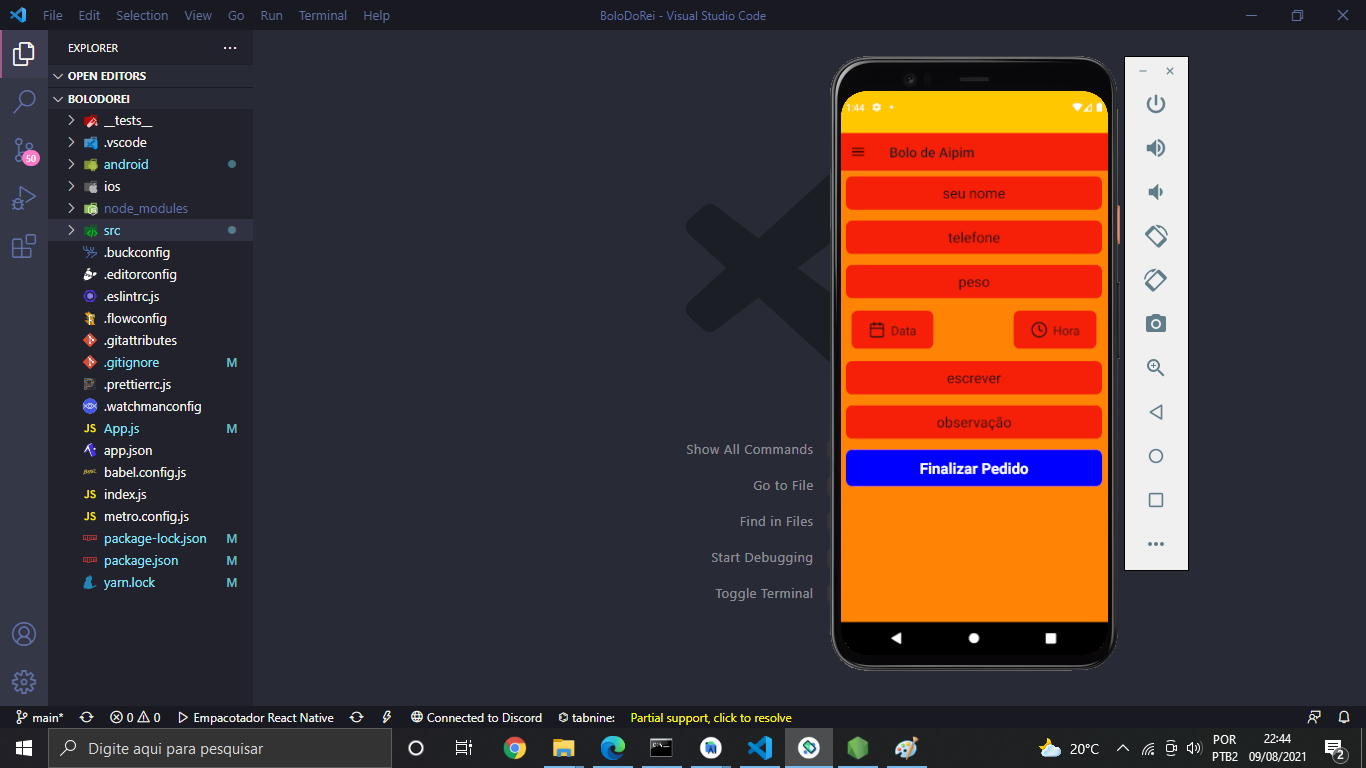 File Edit Selection View Go Run Terminal Help
BoloDoRei - Visual Studio Code
EXPLORER
OPEN EDITORS
BOLODOREI
__tests__
.vscode
android
ios
node_modules
src
.buckconfig
.editorconfig
.eslintrc.js
.flowconfig
.gitattributes
.gitignore M
.prettierrc.js
.watchmanconfig
JS App.js M
app.json
babel.config.js
JS index.js
JS metro.config.js
package-lock.json M
package.json M
yarn.lock M
50
Show All Commands
Go to File
Find in Files
Start Debugging
Toggle Terminal
1:44
Bolo de Aipim
seu nome
telefone
peso
Data
Hora
escrever
observação
Finalizar Pedido
main* 0 0 Empacotador React Native Connected to Discord tabnine: Partial support, click to resolve
Digite aqui para pesquisar
20°C
POR
PTB2
22:44
09/08/2021
2